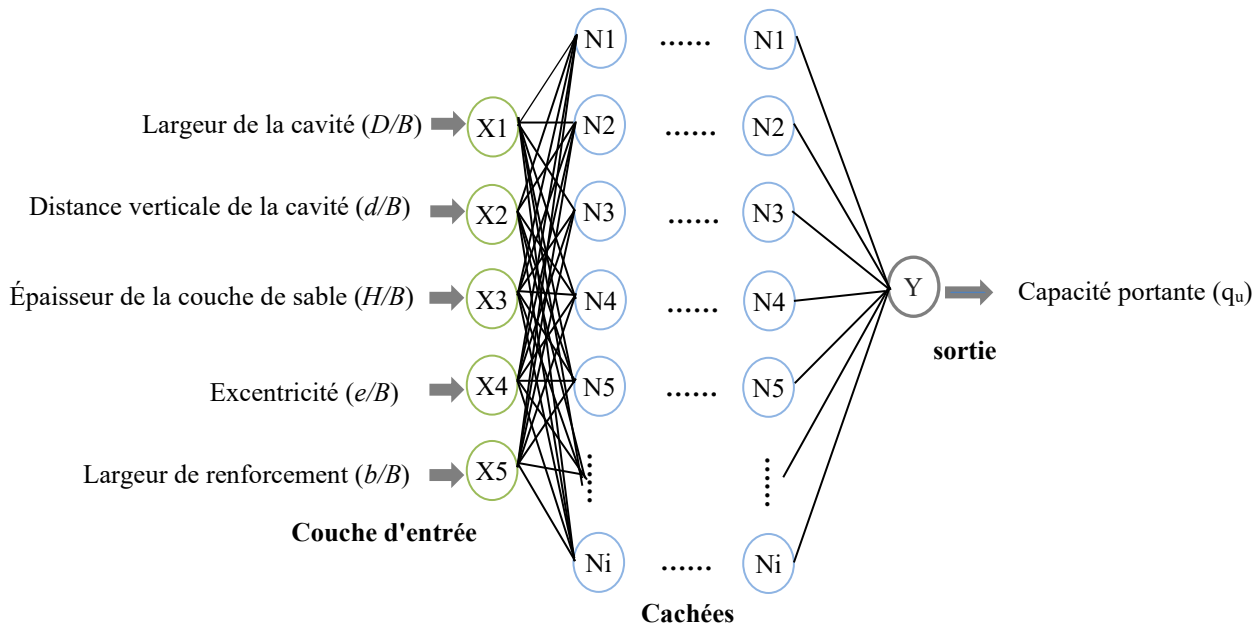 N1 ...... N1
Largeur de la cavité (D/B) X1 N2 ...... N2
Distance verticale de la cavité (d/B) X2 N3 ...... N3
Épaisseur de la couche de sable (H/B) X3 N4 ...... N4 Y Capacité portante (qᵤ)
sortie
Excentricité (e/B) X4 N5 ...... N5
Largeur de renforcement (b/B) X5
Couche d'entrée
Ni ...... Ni
Cachées